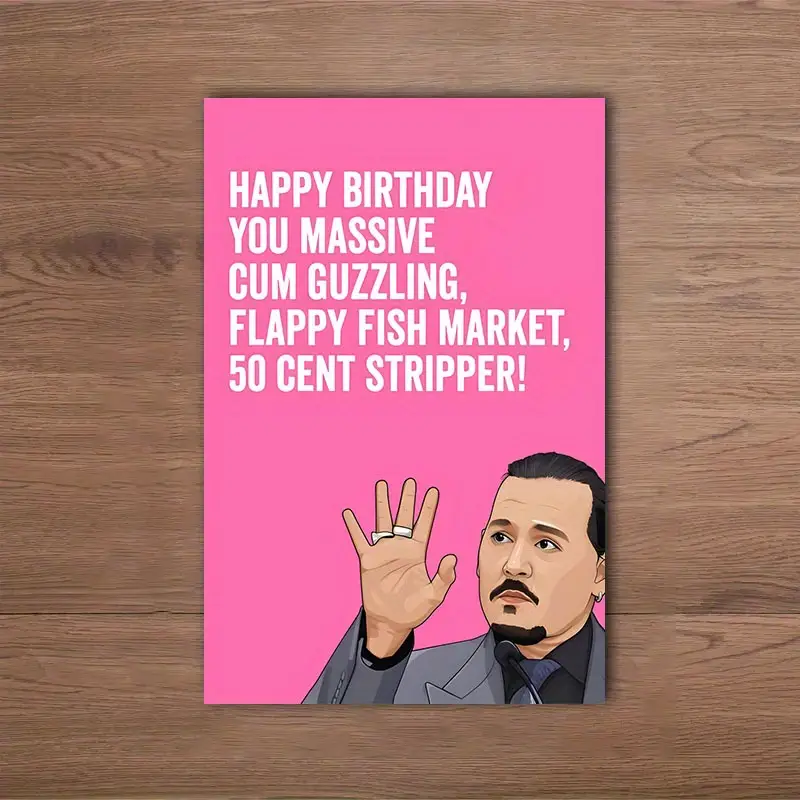 HAPPY BIRTHDAY
YOU MASSIVE
CUM GUZZLING,
FLAPPY FISH MARKET,
50 CENT STRIPPER!